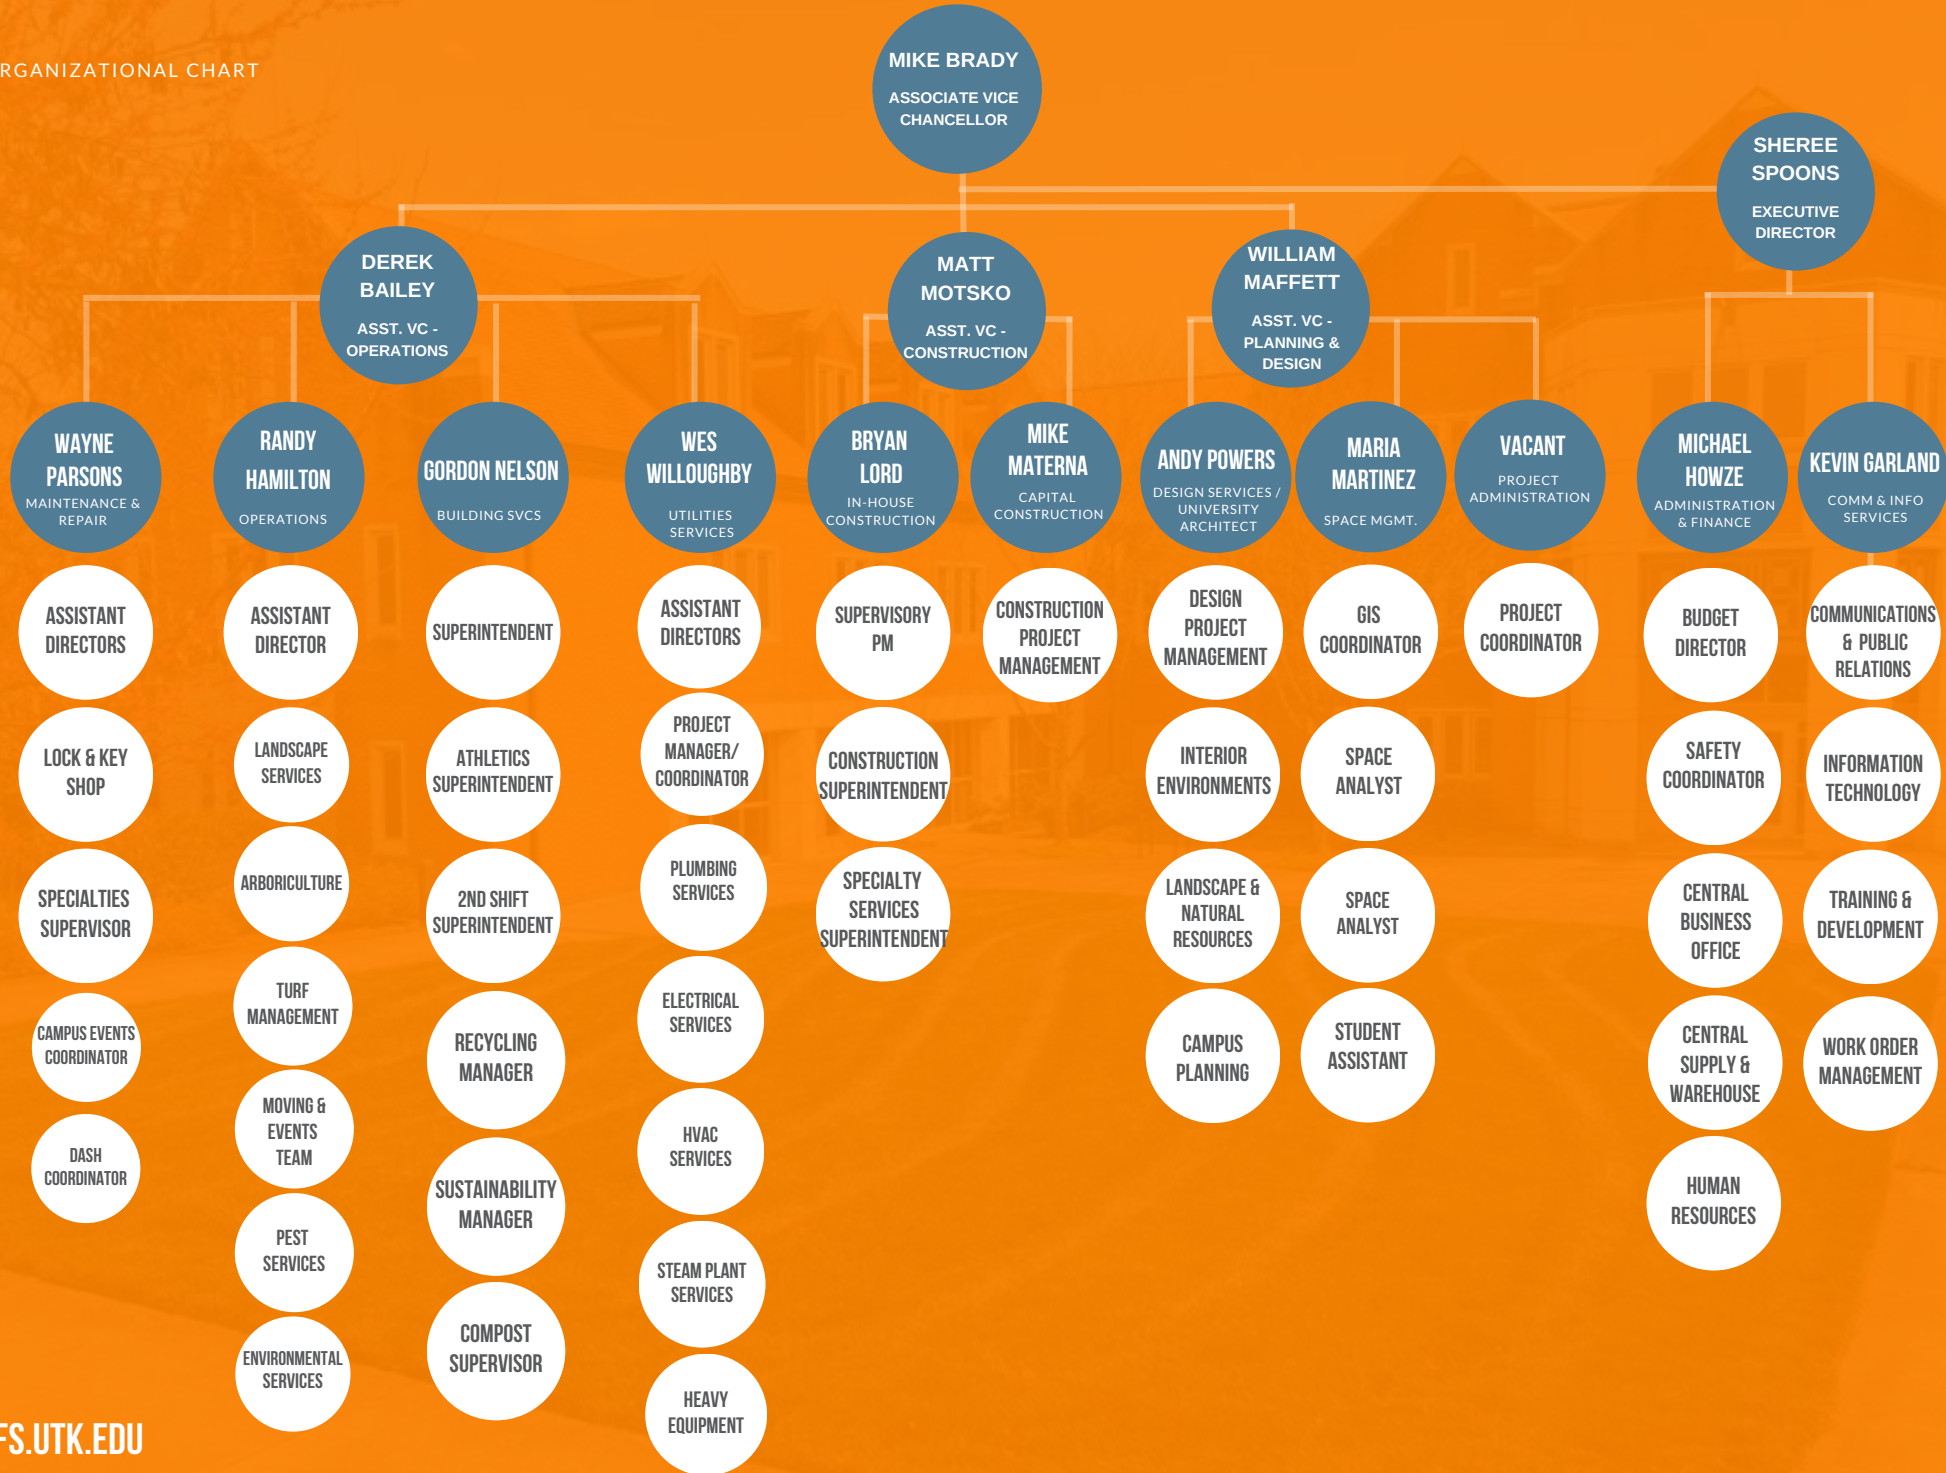 RGANIZATIONAL CHART
MIKE BRADY
ASSOCIATE VICE
CHANCELLOR
SHEREE
SPOONS
EXECUTIVE
DIRECTOR
DEREK
BAILEY
ASST. VC -
OPERATIONS
MATT
MOTSKO
ASST. VC -
CONSTRUCTION
WILLIAM
MAFFETT
ASST. VC -
PLANNING &
DESIGN
WAYNE
PARSONS
MAINTENANCE &
REPAIR
RANDY
HAMILTON
OPERATIONS
GORDON NELSON
BUILDING SVCS
WES
WILLOUGHBY
UTILITIES
SERVICES
BRYAN
LORD
IN-HOUSE
CONSTRUCTION
MIKE
MATERNA
CAPITAL
CONSTRUCTION
ANDY POWERS
DESIGN SERVICES /
UNIVERSITY
ARCHITECT
MARIA
MARTINEZ
SPACE MGMT.
VACANT
PROJECT
ADMINISTRATION
MICHAEL
HOWZE
ADMINISTRATION
& FINANCE
KEVIN GARLAND
COMM & INFO
SERVICES
ASSISTANT
DIRECTORS
LOCK & KEY
SHOP
SPECIALTIES
SUPERVISOR
CAMPUS EVENTS
COORDINATOR
DASH
COORDINATOR
ASSISTANT
DIRECTOR
LANDSCAPE
SERVICES
ARBORICULTURE
TURF
MANAGEMENT
MOVING &
EVENTS
TEAM
PEST
SERVICES
ENVIRONMENTAL
SERVICES
SUPERINTENDENT
ATHLETICS
SUPERINTENDENT
2ND SHIFT
SUPERINTENDENT
RECYCLING
MANAGER
SUSTAINABILITY
MANAGER
COMPOST
SUPERVISOR
ASSISTANT
DIRECTORS
PROJECT
MANAGER/
COORDINATOR
PLUMBING
SERVICES
ELECTRICAL
SERVICES
HVAC
SERVICES
STEAM PLANT
SERVICES
HEAVY
EQUIPMENT
SUPERVISORY
PM
CONSTRUCTION
SUPERINTENDENT
SPECIALTY
SERVICES
SUPERINTENDENT
CONSTRUCTION
PROJECT
MANAGEMENT
DESIGN
PROJECT
MANAGEMENT
INTERIOR
ENVIRONMENTS
LANDSCAPE &
NATURAL
RESOURCES
CAMPUS
PLANNING
GIS
COORDINATOR
SPACE
ANALYST
SPACE
ANALYST
STUDENT
ASSISTANT
PROJECT
COORDINATOR
BUDGET
DIRECTOR
SAFETY
COORDINATOR
CENTRAL
BUSINESS
OFFICE
CENTRAL
SUPPLY &
WAREHOUSE
HUMAN
RESOURCES
COMMUNICATIONS
& PUBLIC
RELATIONS
INFORMATION
TECHNOLOGY
TRAINING &
DEVELOPMENT
WORK ORDER
MANAGEMENT
FS.UTK.EDU